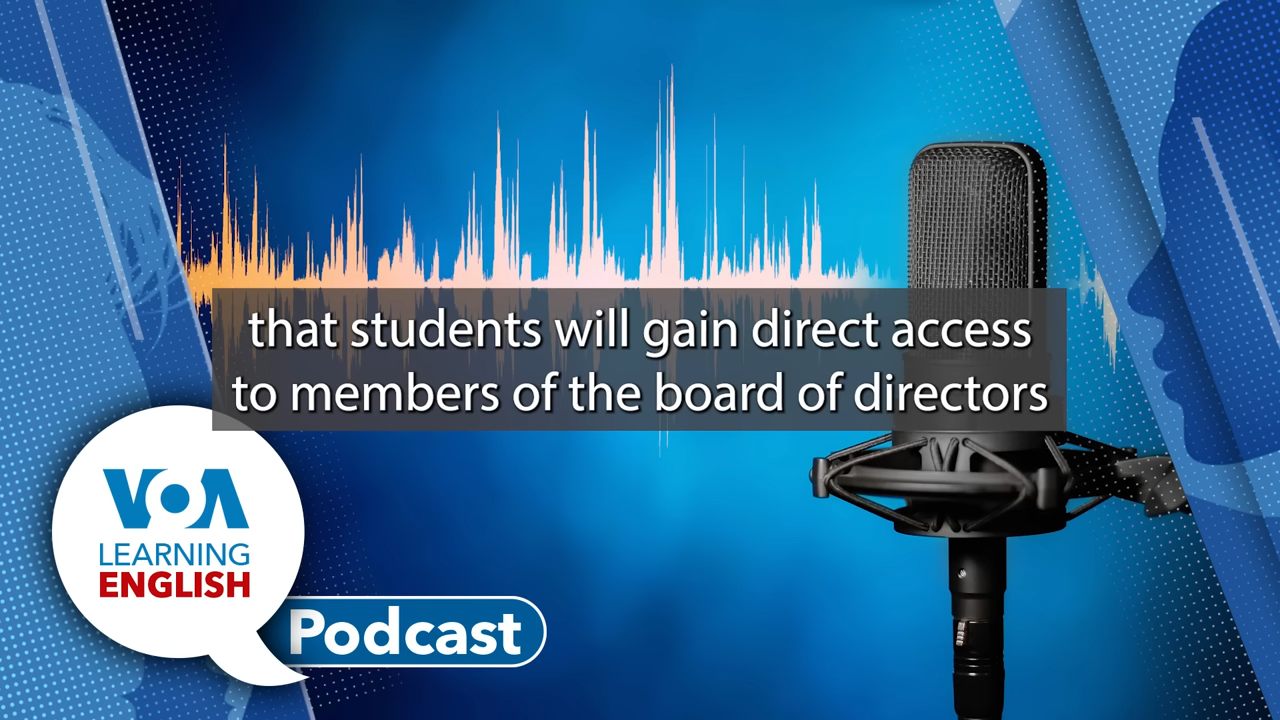 that students will gain direct access
to members of the board of directors
VOA
LEARNING
ENGLISH
Podcast